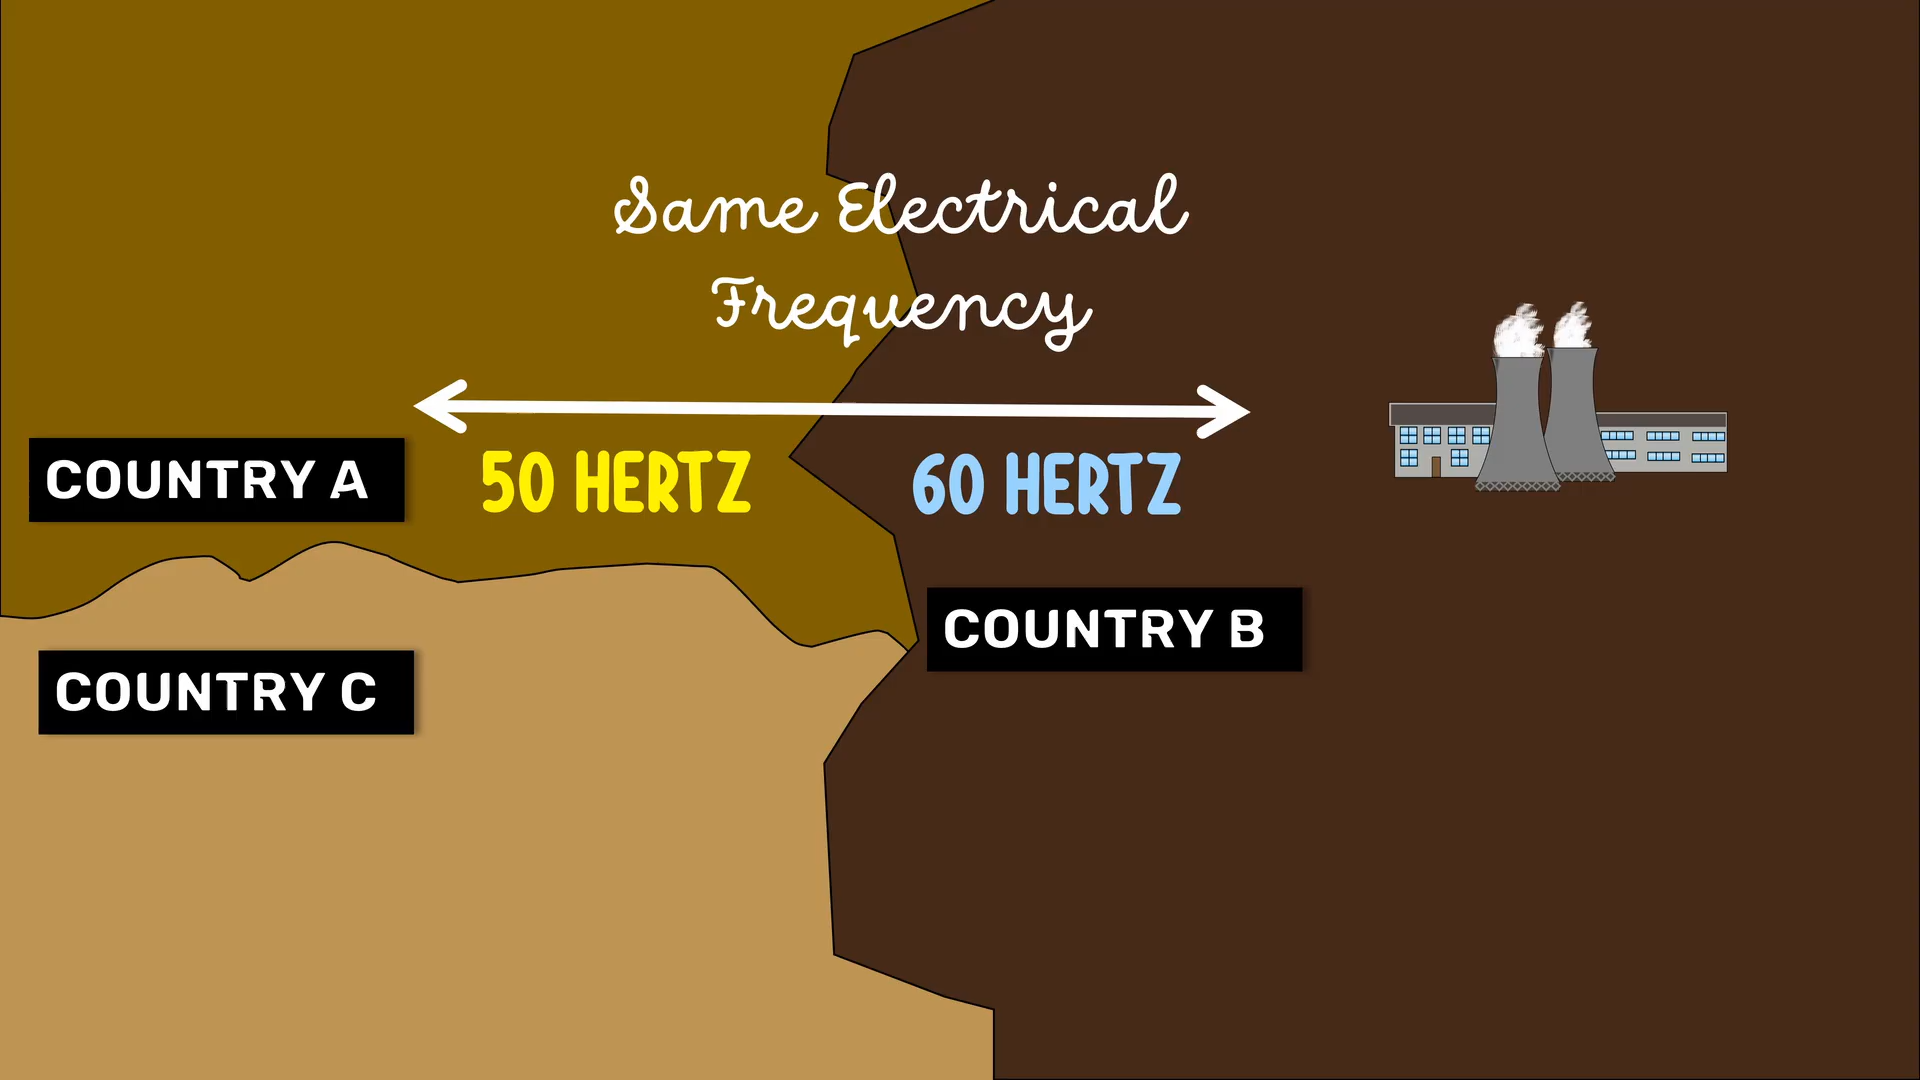 Same Electrical
Frequency
COUNTRY A
50 HERTZ
60 HERTZ
COUNTRY B
COUNTRY C